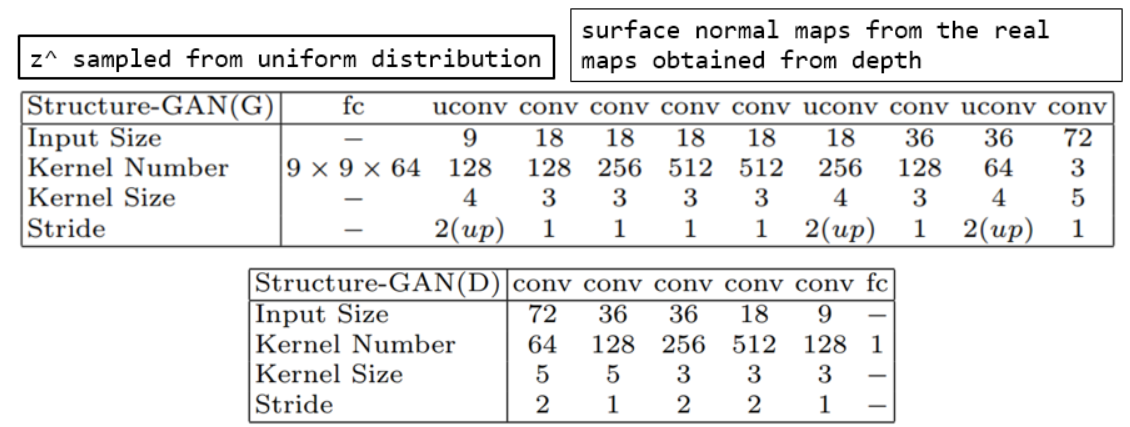 z^ sampled from uniform distribution
surface normal maps from the real
maps obtained from depth
Structure-GAN(G) fc uconv conv conv conv conv uconv conv uconv conv
Input Size − 9 18 18 18 18 18 36 36 72
Kernel Number 9 × 9 × 64 128 128 256 512 512 256 128 64 3
Kernel Size − 4 3 3 3 3 4 3 4 5
Stride − 2(up) 1 1 1 1 2(up) 1 2(up) 1
Structure-GAN(D) conv conv conv conv conv fc
Input Size 72 36 36 18 9 −
Kernel Number 64 128 256 512 128 1
Kernel Size 5 5 3 3 3 −
Stride 2 1 2 2 1 −